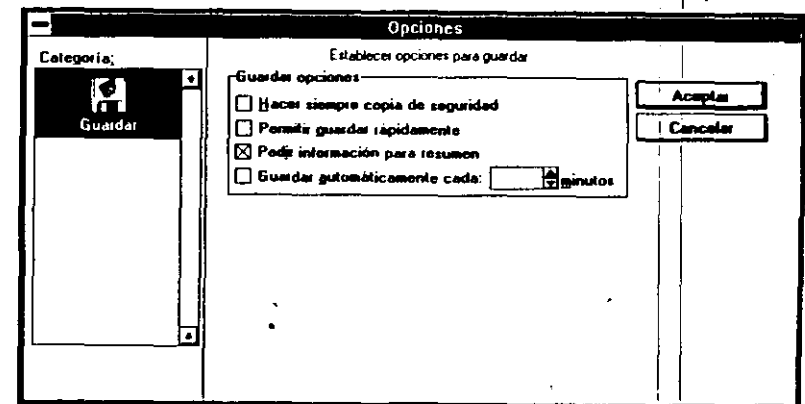 Opciones
Categoría:
Guardar
Establecer opciones para guardar
Guardar opciones
Hacer siempre copia de seguridad
Permitir guardar rápidamente
Pedir información para resumen
Guardar automáticamente cada: minutos
Aceptar
Cancelar